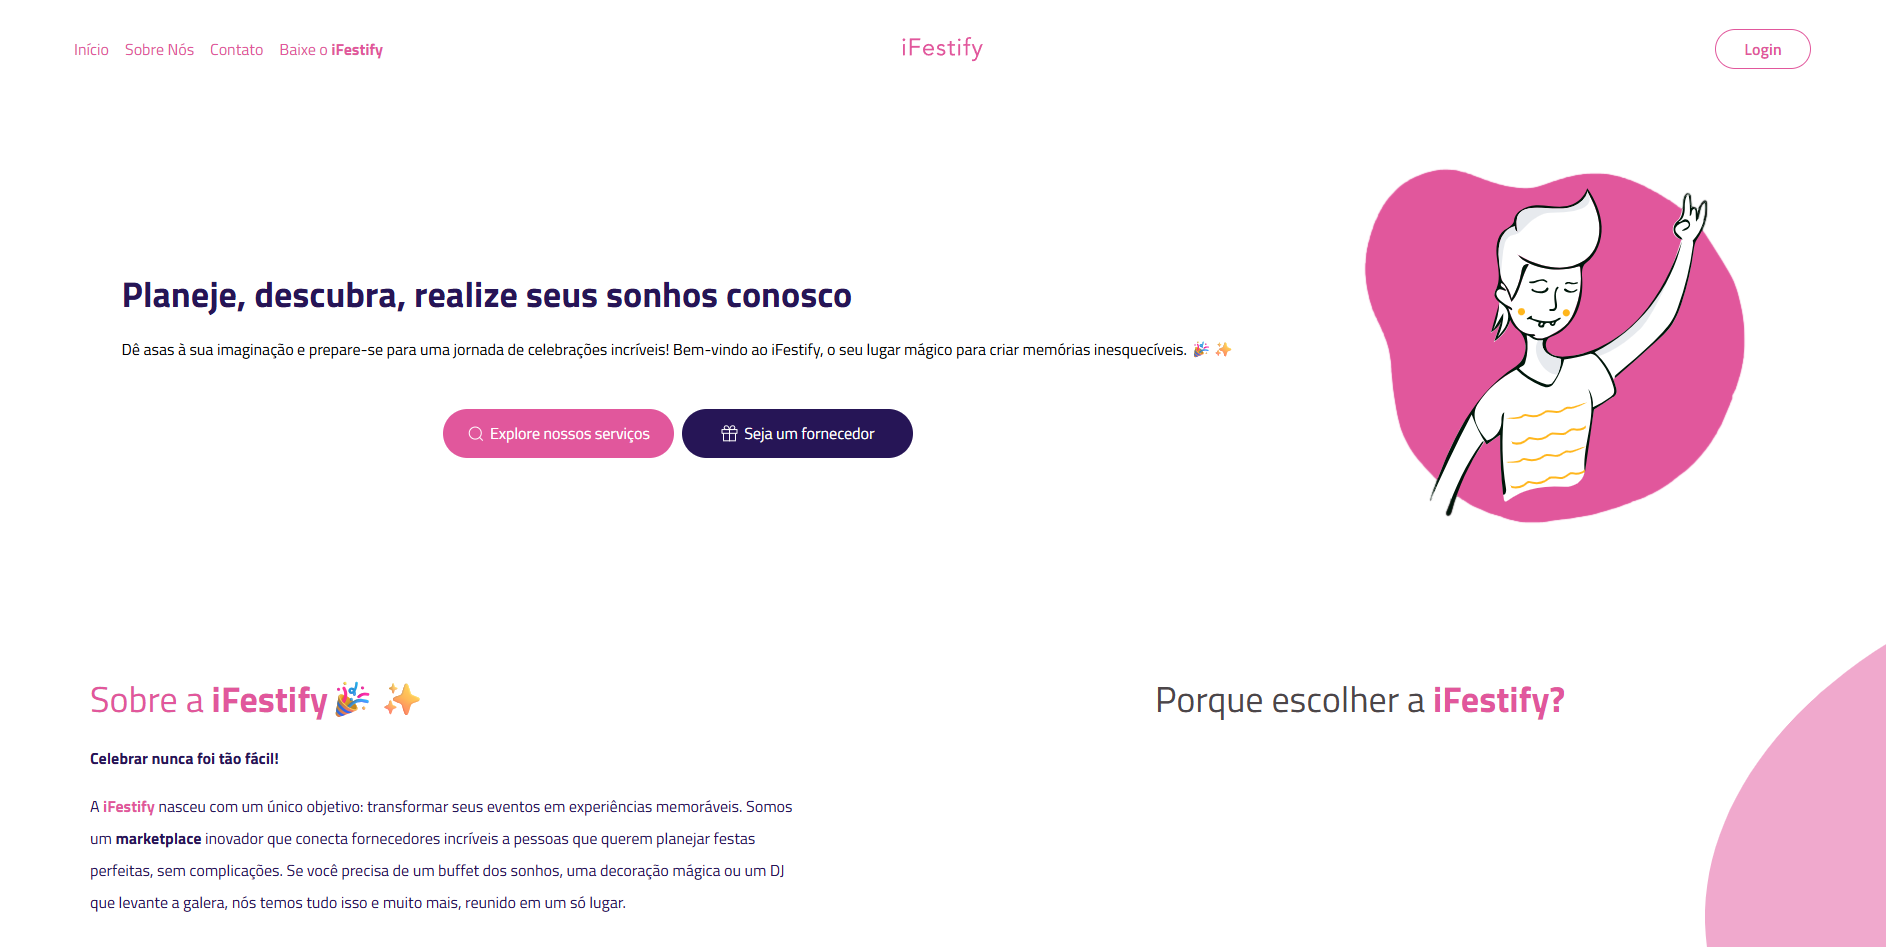 Início Sobre Nós Contato Baixe o iFestify
iFestify
Login
Planeje, descubra, realize seus sonhos conosco
Dê asas à sua imaginação e prepare-se para uma jornada de celebrações incríveis! Bem-vindo ao iFestify, o seu lugar mágico para criar memórias inesquecíveis. 🎉 ✨
Explore nossos serviços
Seja um fornecedor
Sobre a iFestify 🎉 ✨
Celebrar nunca foi tão fácil!
A iFestify nasceu com um único objetivo: transformar seus eventos em experiências memoráveis. Somos
um marketplace inovador que conecta fornecedores incríveis a pessoas que querem planejar festas
perfeitas, sem complicações. Se você precisa de um buffet dos sonhos, uma decoração mágica ou um DJ
que levante a galera, nós temos tudo isso e muito mais, reunido em um só lugar.
Porque escolher a iFestify?